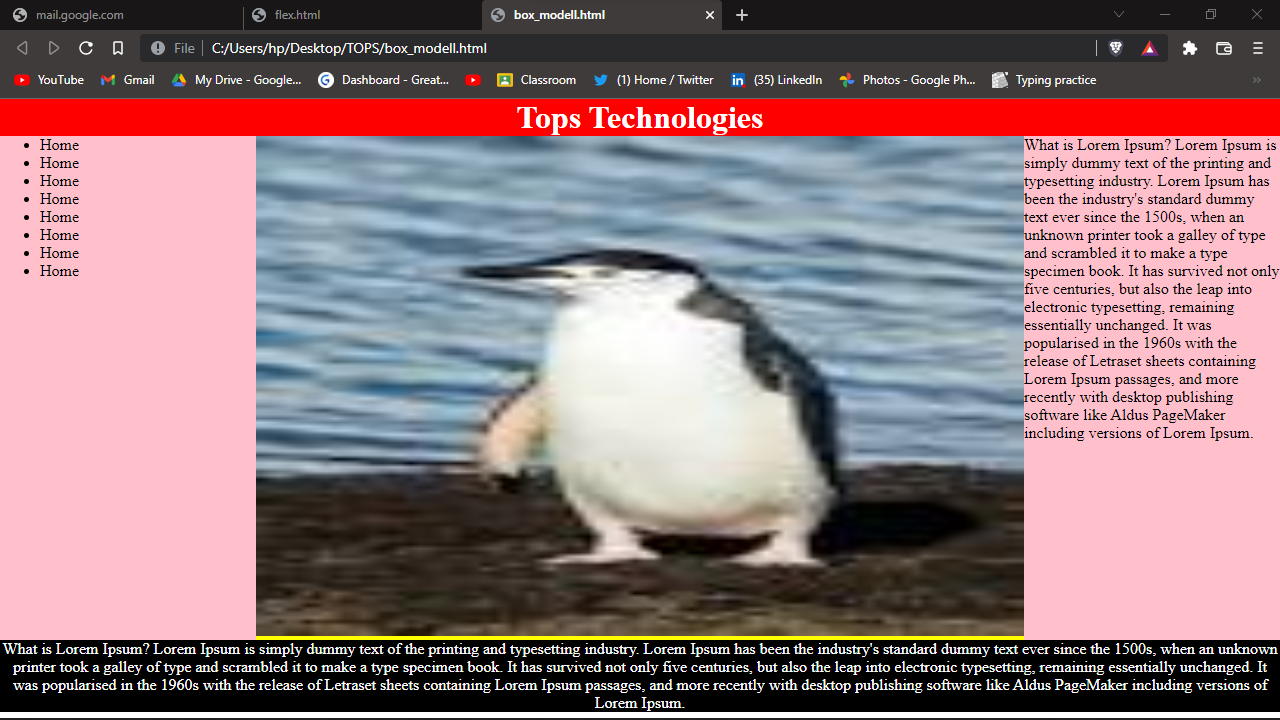 mail.google.com
flex.html
box_modell.html
File
C:/Users/hp/Desktop/TOPS/box_modell.html
YouTube
Gmail
My Drive - Google...
Dashboard - Great...
Classroom
(1) Home / Twitter
(35) LinkedIn
Photos - Google Ph...
Typing practice
Tops Technologies
Home
Home
Home
Home
Home
Home
Home
Home
What is Lorem Ipsum? Lorem Ipsum is
simply dummy text of the printing and
typesetting industry. Lorem Ipsum has
been the industry's standard dummy
text ever since the 1500s, when an
unknown printer took a galley of type
and scrambled it to make a type
specimen book. It has survived not only
five centuries, but also the leap into
electronic typesetting, remaining
essentially unchanged. It was
popularised in the 1960s with the
release of Letraset sheets containing
Lorem Ipsum passages, and more
recently with desktop publishing
software like Aldus PageMaker
including versions of Lorem Ipsum.
What is Lorem Ipsum? Lorem Ipsum is simply dummy text of the printing and typesetting industry. Lorem Ipsum has been the industry's standard dummy text ever since the 1500s, when an unknown
printer took a galley of type and scrambled it to make a type specimen book. It has survived not only five centuries, but also the leap into electronic typesetting, remaining essentially unchanged. It
was popularised in the 1960s with the release of Letraset sheets containing Lorem Ipsum passages, and more recently with desktop publishing software like Aldus PageMaker including versions of
Lorem Ipsum.